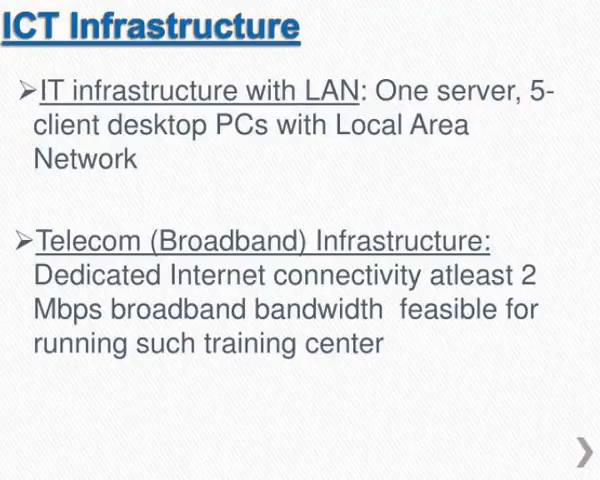 ICT Infrastructure
➢IT infrastructure with LAN: One server, 5-
client desktop PCs with Local Area
Network
➢Telecom (Broadband) Infrastructure:
Dedicated Internet connectivity atleast 2
Mbps broadband bandwidth  feasible for
running such training center